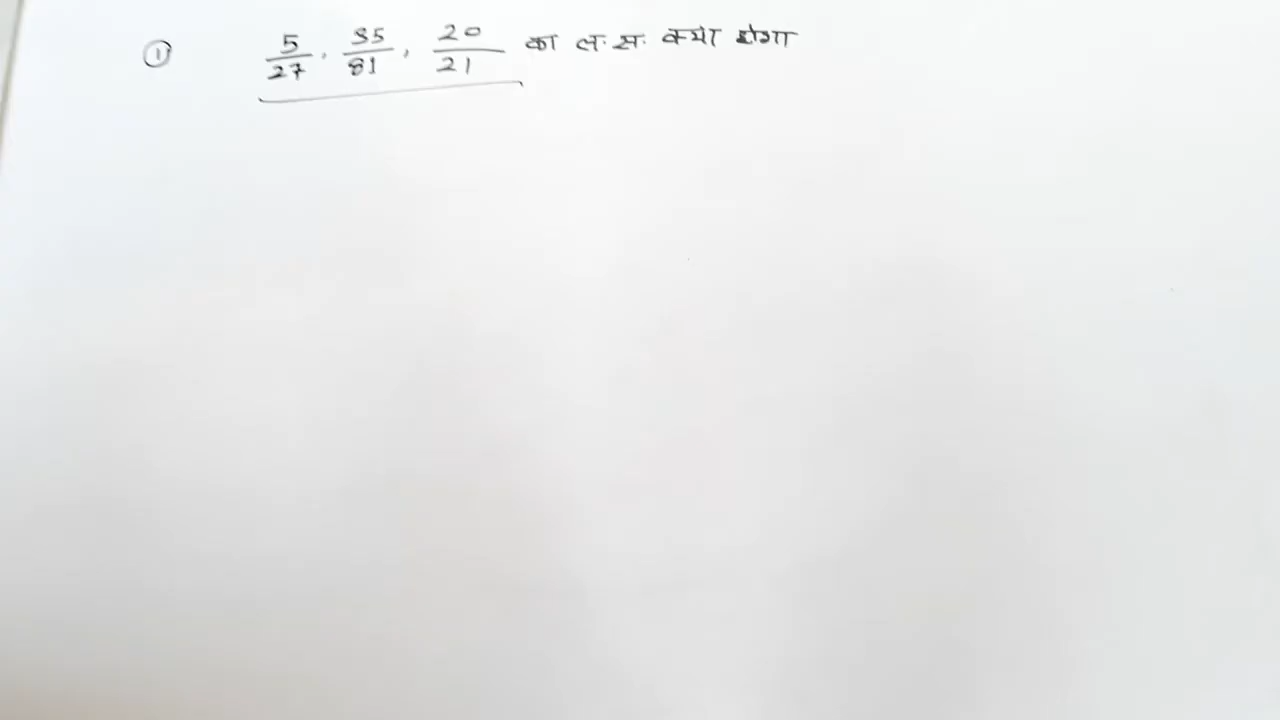 ① 5/27, 35/81, 20/21 का ल. स. क्या होगा